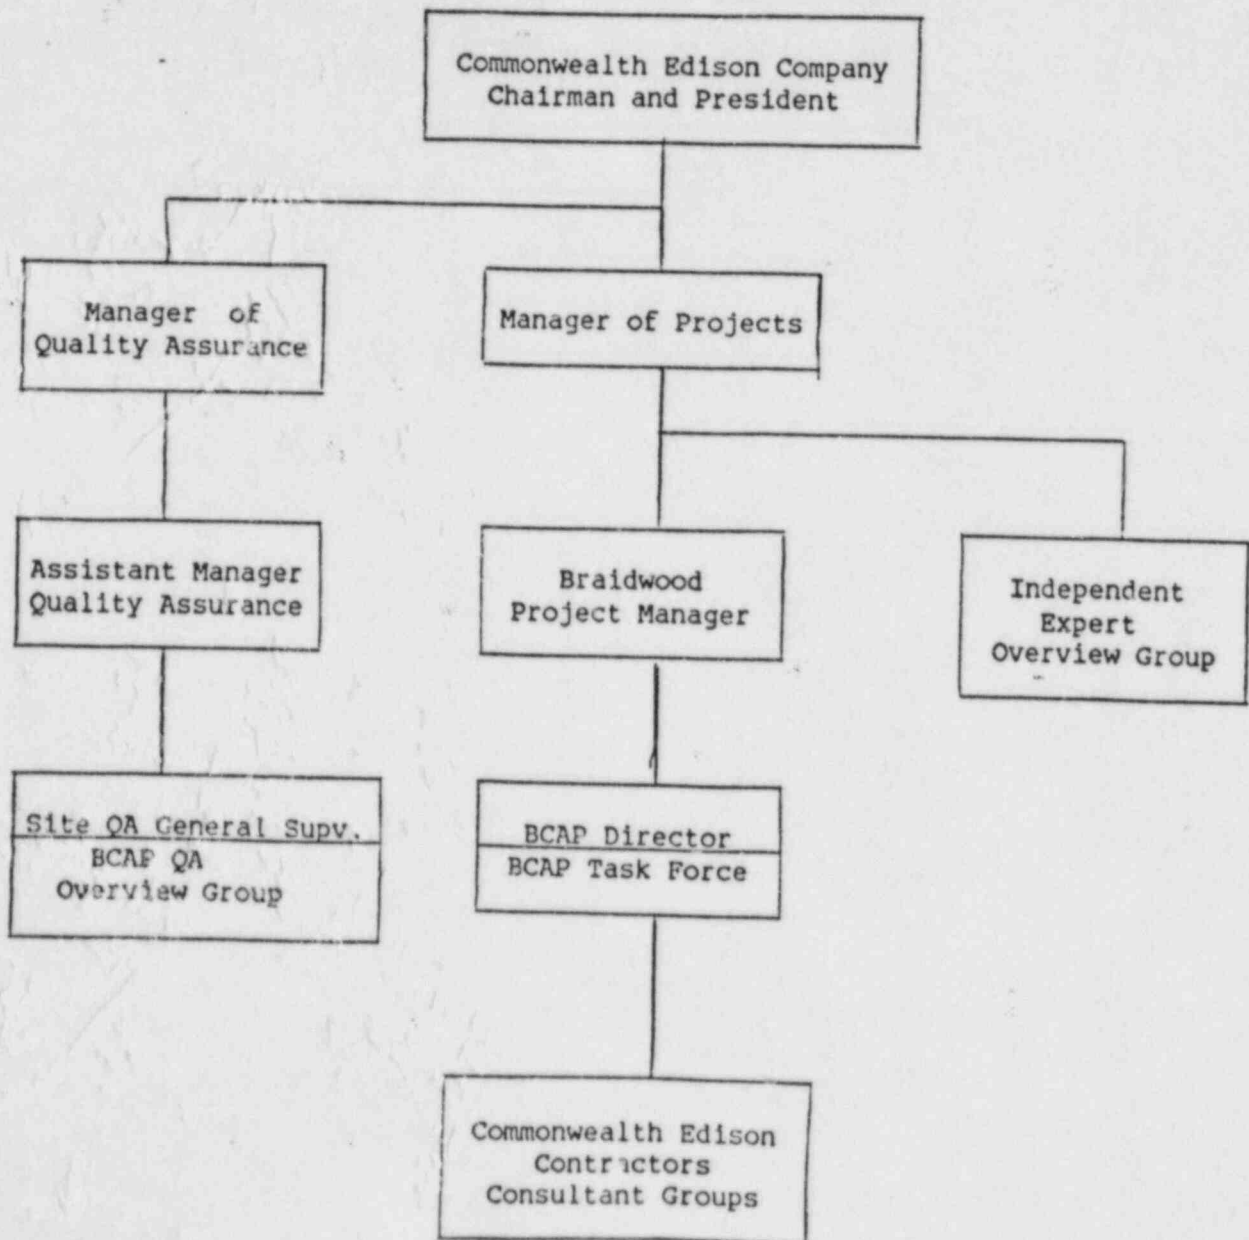 Commonwealth Edison Company
Chairman and President
Manager of
Quality Assurance
Manager of Projects
Assistant Manager
Quality Assurance
Braidwood
Project Manager
Independent
Expert
Overview Group
Site QA General Supv.
BCAP QA
Overview Group
BCAP Director
BCAP Task Force
Commonwealth Edison
Contractors
Consultant Groups